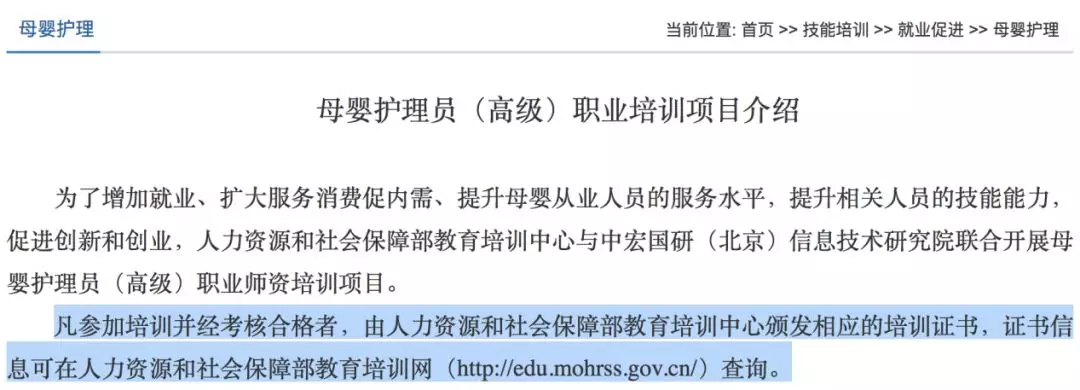 母婴护理
当前位置: 首页 >> 技能培训 >> 就业促进 >> 母婴护理
母婴护理员（高级）职业培训项目介绍
为了增加就业、扩大服务消费促内需、提升母婴从业人员的服务水平，提升相关人员的技能能力，
促进创新和创业，人力资源和社会保障部教育培训中心与中宏国研（北京）信息技术研究院联合开展母
婴护理员（高级）职业师资培训项目。
凡参加培训并经考核合格者，由人力资源和社会保障部教育培训中心颁发相应的培训证书，证书信
息可在人力资源和社会保障部教育培训网（http://edu.mohrss.gov.cn/）查询。